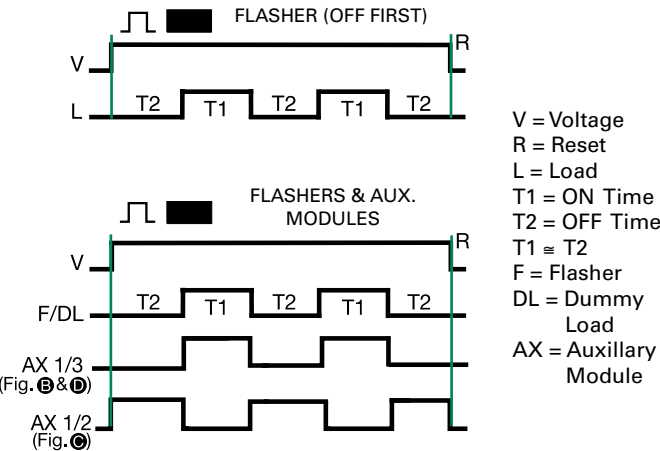 FLASHER (OFF FIRST)
V
R
L
T2 T1 T2 T1 T2
FLASHERS & AUX.
MODULES
V
R
F/DL
T2 T1 T2 T1 T2
AX 1/3
(Fig. B & D)
AX 1/2
(Fig. C)
V = Voltage
R = Reset
L = Load
T1 = ON Time
T2 = OFF Time
T1 ≅ T2
F = Flasher
DL = Dummy
Load
AX = Auxillary
Module